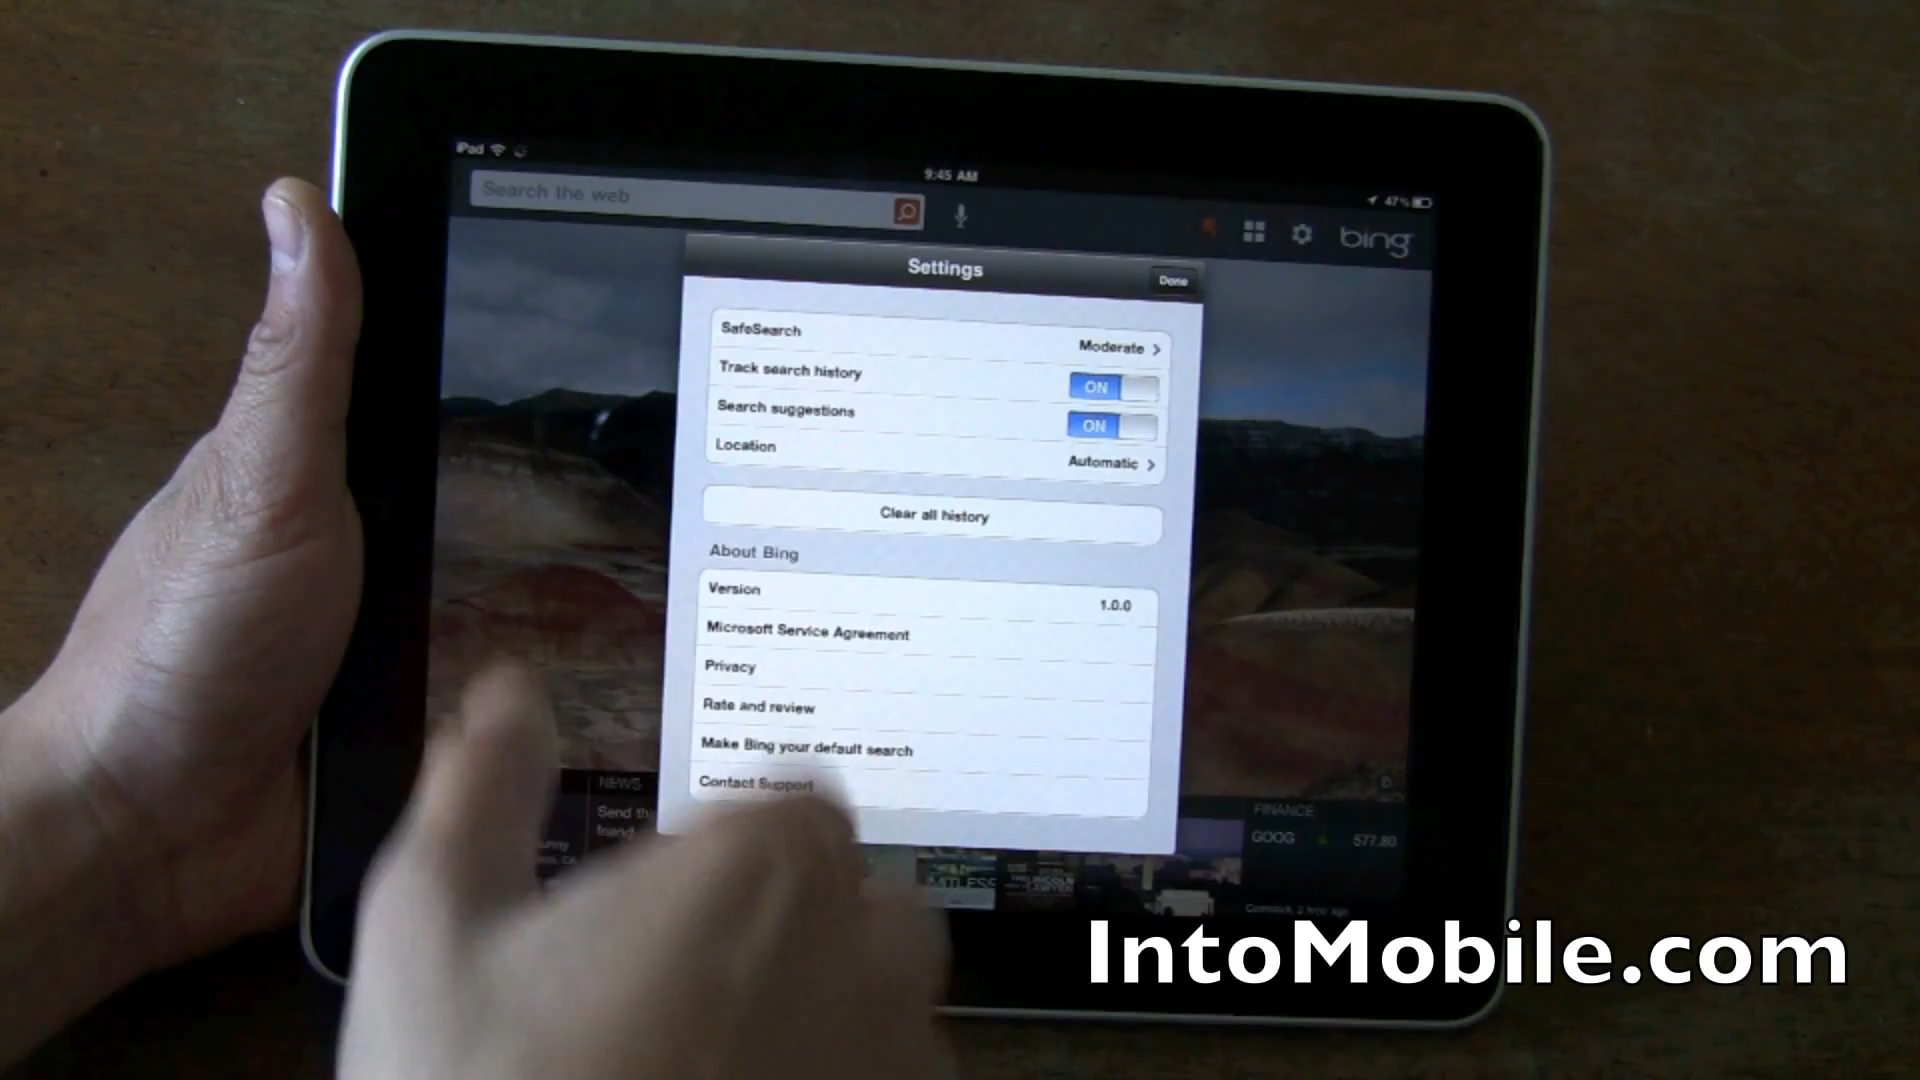 iPad
9:45 AM
47%
Search the web
bing
Settings
Done
SafeSearch
Moderate
Track search history
ON
Search suggestions
ON
Location
Automatic
Clear all history
About Bing
Version
1.0.0
Microsoft Service Agreement
Privacy
Rate and review
Make Bing your default search
Contact Support
NEWS
Send this
friend
FINANCE
GOOG 577.80
LINCOLN
IntoMobile.com